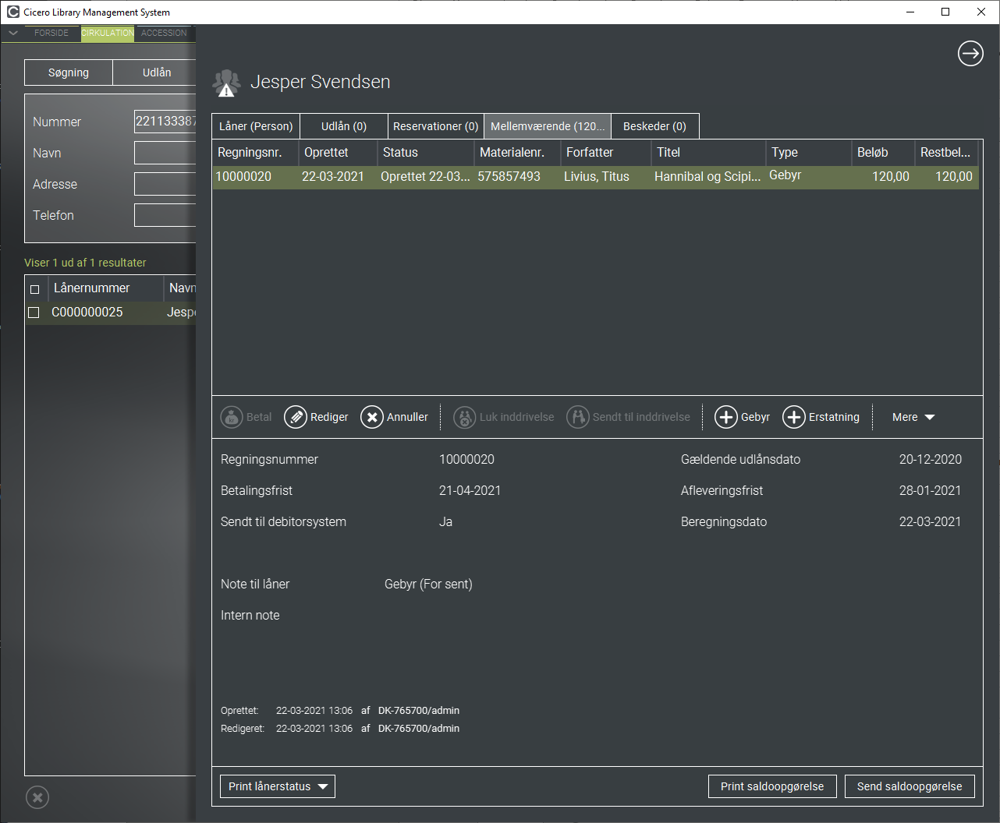 Cicero Library Management System
FORSIDE CIRKULATION ACCESSION
Søgning Udlån
Nummer 221133387
Navn
Adresse
Telefon
Viser 1 ud af 1 resultater
Lånernummer Navn
C000000025 Jesp
Jesper Svendsen
Låner (Person) Udlån (0) Reservationer (0) Mellemværende (120... Beskeder (0)
Regningsnr. Oprettet Status Materialenr. Forfatter Titel Type Beløb Restbel...
10000020 22-03-2021 Oprettet 22-03... 575857493 Livius, Titus Hannibal og Scipi... Gebyr 120,00 120,00
Betal Rediger Annuller Luk inddrivelse Sendt til inddrivelse Gebyr Erstatning Mere
Regningsnummer 10000020 Gældende udlånsdato 20-12-2020
Betalingsfrist 21-04-2021 Afleveringsfrist 28-01-2021
Sendt til debitorsystem Ja Beregningsdato 22-03-2021
Note til låner Gebyr (For sent)
Intern note
Oprettet: 22-03-2021 13:06 af DK-765700/admin
Redigeret: 22-03-2021 13:06 af DK-765700/admin
Print lånerstatus Print saldoopgørelse Send saldoopgørelse